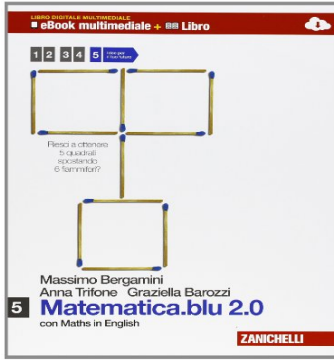 LIBRO DIGITALE MULTIMEDIALE
eBook multimediale + Libro
1 2 3 4 5
Riesci a ottenere
5 quadrati
spostando
6 fiammiferi?
Massimo Bergamini
Anna Trifone Graziella Barozzi
5 Matematica.blu 2.0
con Maths in English
ZANICHELLI